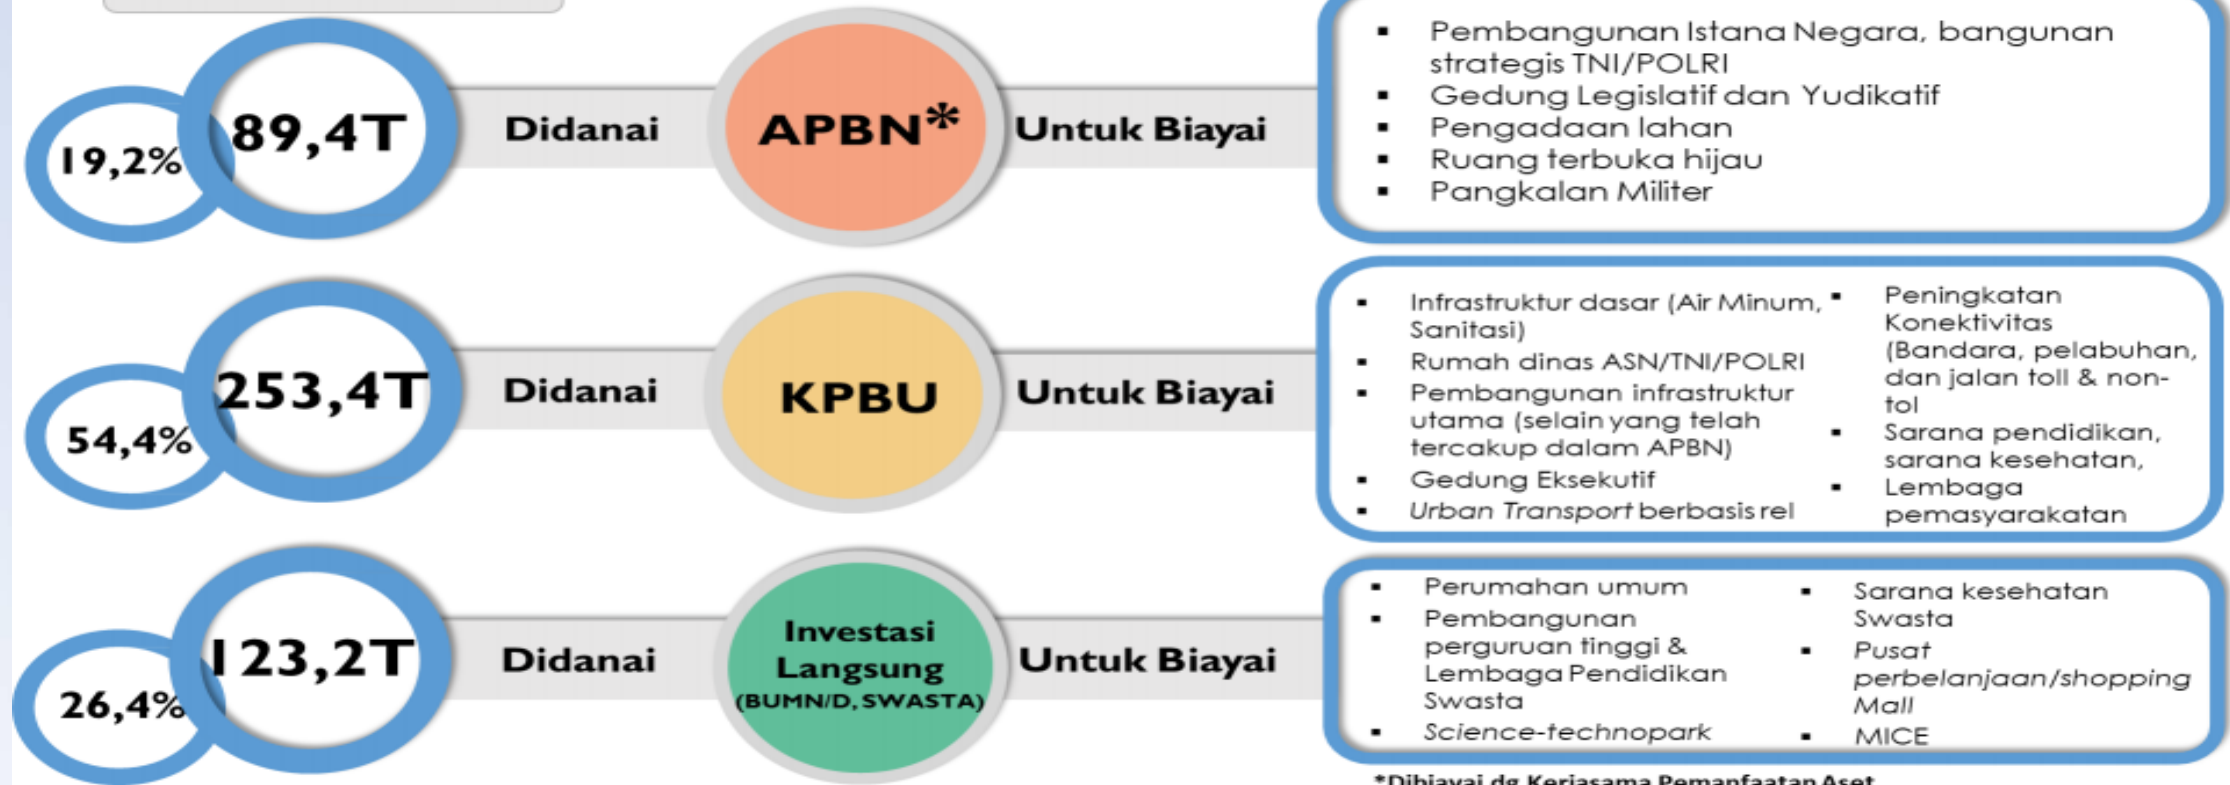 19,2%
89,4T
Didanai
APBN*
Untuk Biayai
▪ Pembangunan Istana Negara, bangunan
strategis TNI/POLRI
▪ Gedung Legislatif dan Yudikatif
▪ Pengadaan lahan
▪ Ruang terbuka hijau
▪ Pangkalan Militer
54,4%
253,4T
Didanai
KPBU
Untuk Biayai
▪ Infrastruktur dasar (Air Minum,
Sanitasi)
▪ Rumah dinas ASN/TNI/POLRI
▪ Pembangunan infrastruktur
utama (selain yang telah
tercakup dalam APBN)
▪ Gedung Eksekutif
▪ Urban Transport berbasis rel
▪ Peningkatan
Konektivitas
(Bandara, pelabuhan,
dan jalan toll & non-
tol
▪ Sarana pendidikan,
sarana kesehatan,
▪ Lembaga
pemasyarakatan
26,4%
123,2T
Didanai
Investasi
Langsung
(BUMN/D, SWASTA)
Untuk Biayai
▪ Perumahan umum
▪ Pembangunan
perguruan tinggi &
Lembaga Pendidikan
Swasta
▪ Science-technopark
▪ Sarana kesehatan
Swasta
▪ Pusat
perbelanjaan/shopping
Mall
▪ MICE
*Dibiayai dg Kerjasama Pemanfaatan Aset